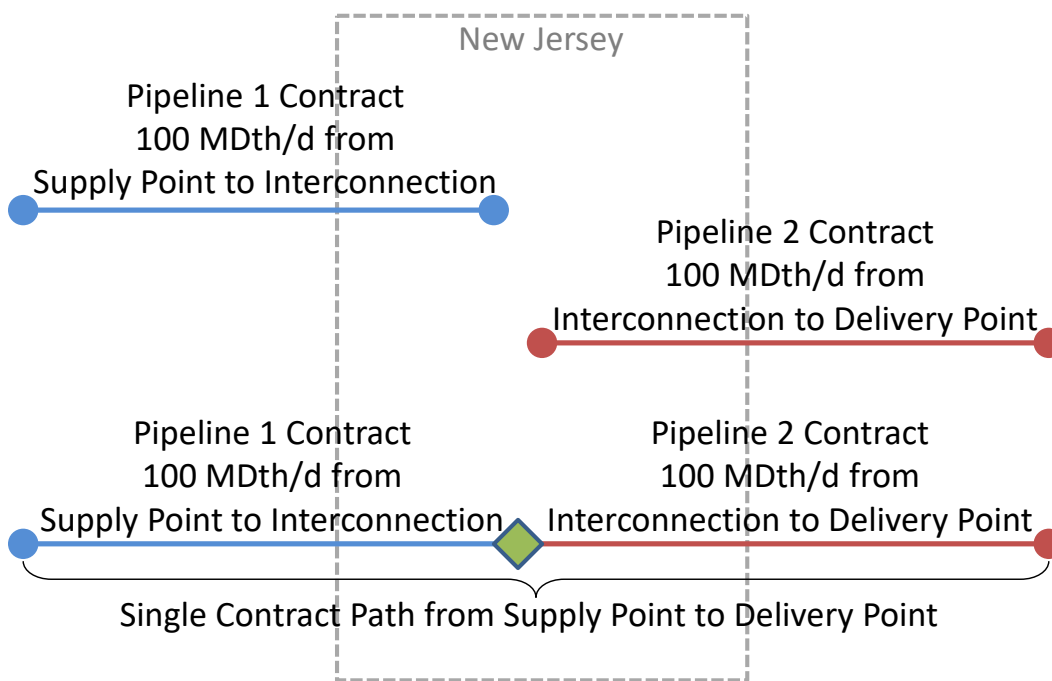 New Jersey
Pipeline 1 Contract
100 MDth/d from
Supply Point to Interconnection
Pipeline 2 Contract
100 MDth/d from
Interconnection to Delivery Point
Pipeline 1 Contract
100 MDth/d from
Supply Point to Interconnection
Pipeline 2 Contract
100 MDth/d from
Interconnection to Delivery Point
Single Contract Path from Supply Point to Delivery Point